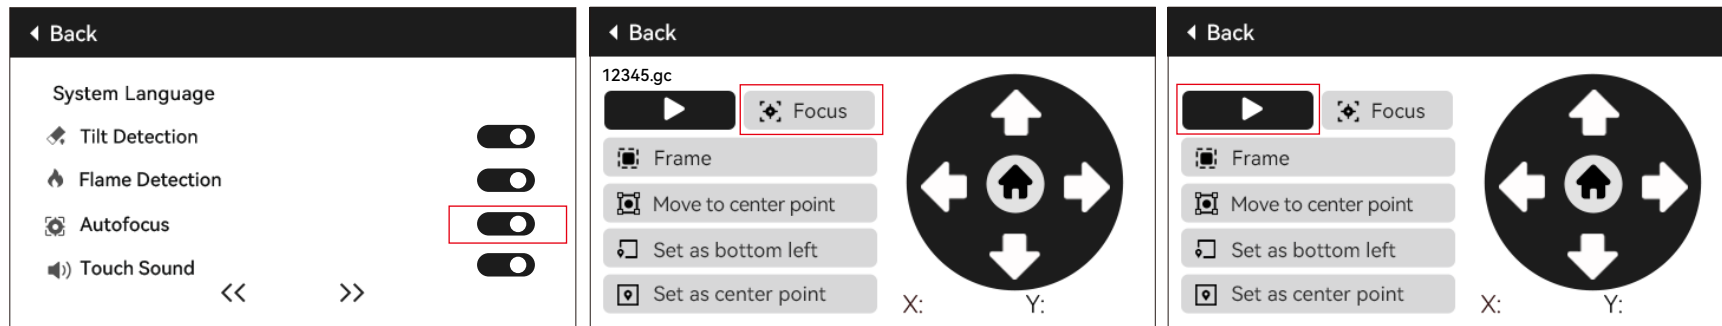 Back
System Language
Tilt Detection
Flame Detection
Autofocus
Touch Sound
<< >>
Back
12345.gc
Focus
Frame
Move to center point
Set as bottom left
Set as center point
X: Y:
Back
Focus
Frame
Move to center point
Set as bottom left
Set as center point
X: Y: